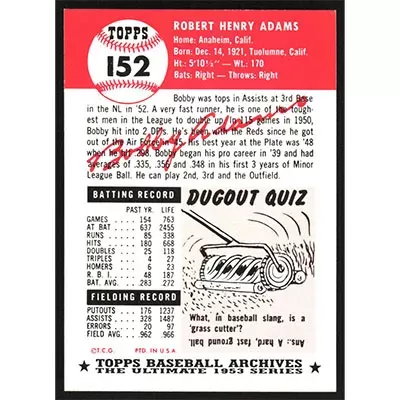 TOPPS
152
ROBERT HENRY ADAMS
Home: Anaheim, Calif.
Born: Dec. 14, 1921, Tuolumne, Calif.
Ht.: 5'10½" — Wt.: 170
Bats: Right • Throws: Right
Bobby was tops in Assists at 3rd Base
in the NL in '52. A very fast runner, he is one of toughest
men in the League to double up. In 115 games in 1950,
Bobby hit into 2 DP's. He's been with the Reds since he got
out of the Air Force. His best season at the Plate was '48
when he hit .298. Bobby began his pro career in '39 and had
averages of .335, .356, and .348 in his first 3 years of Minor
League Ball. He can play 2nd, 3rd and the Outfield.
Bobby Adams
BATTING RECORD
PAST YR. LIFE
GAMES 154 763
AT BAT 637 2455
RUNS 85 338
HITS 180 668
DOUBLES 25 118
TRIPLES 4 27
HOMERS 6 23
R.B.I. 48 187
BAT. AVG. .283 .272
FIELDING RECORD
PUTOUTS 176 1237
ASSISTS 328 1487
ERRORS 20 97
FIELD AV. .962 .966
©T.C.G. PTD. IN U.S.A.
DUGOUT QUIZ
What, in baseball slang, is a
'grass cutter'?
Ans.: A hard, fast
TOPPS BASEBALL ARCHIVES
THE ULTIMATE 1953 SERIES